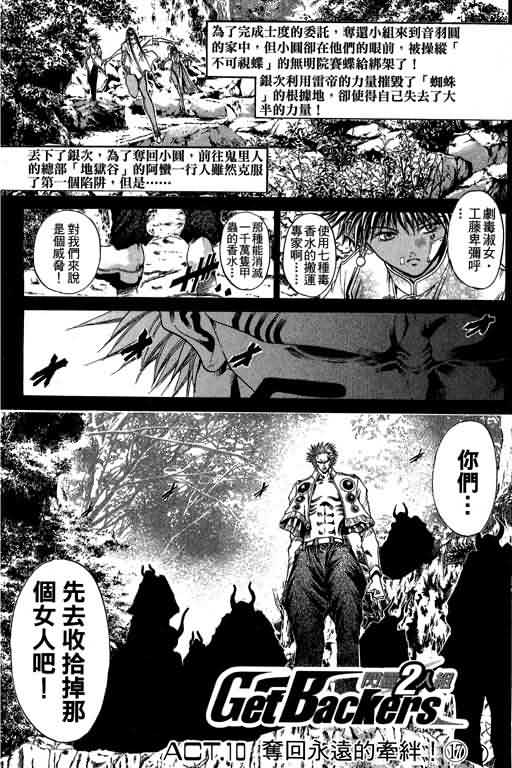 為了完成士度的委託，奪還小組來到音羽圓
的家中，但小圓卻在他們的眼前，被操縱「
不可視蝶」的無明院賽蝶給綁架了！
銀次利用雷帝的力量摧毀了「蜘蛛
」的根據地，卻使得自己失去了大
半的力量！
丟下了銀次，為了奪回小圓，前往鬼里人
的總部「地獄谷」的阿蠻一行人雖然克服
了第一個陷阱，但是……
劇毒淑女，
工藤卑彌呼
……
使用七種毒
香水的搬運
專家啊……
那種能消滅
一千萬隻甲
蟲的香水…
對我們來說
是個威脅！
你們…
先去收拾掉那
個女人吧！
閃靈2人組
GetBackers
ACT 10 奪回永遠的牽絆！⑰